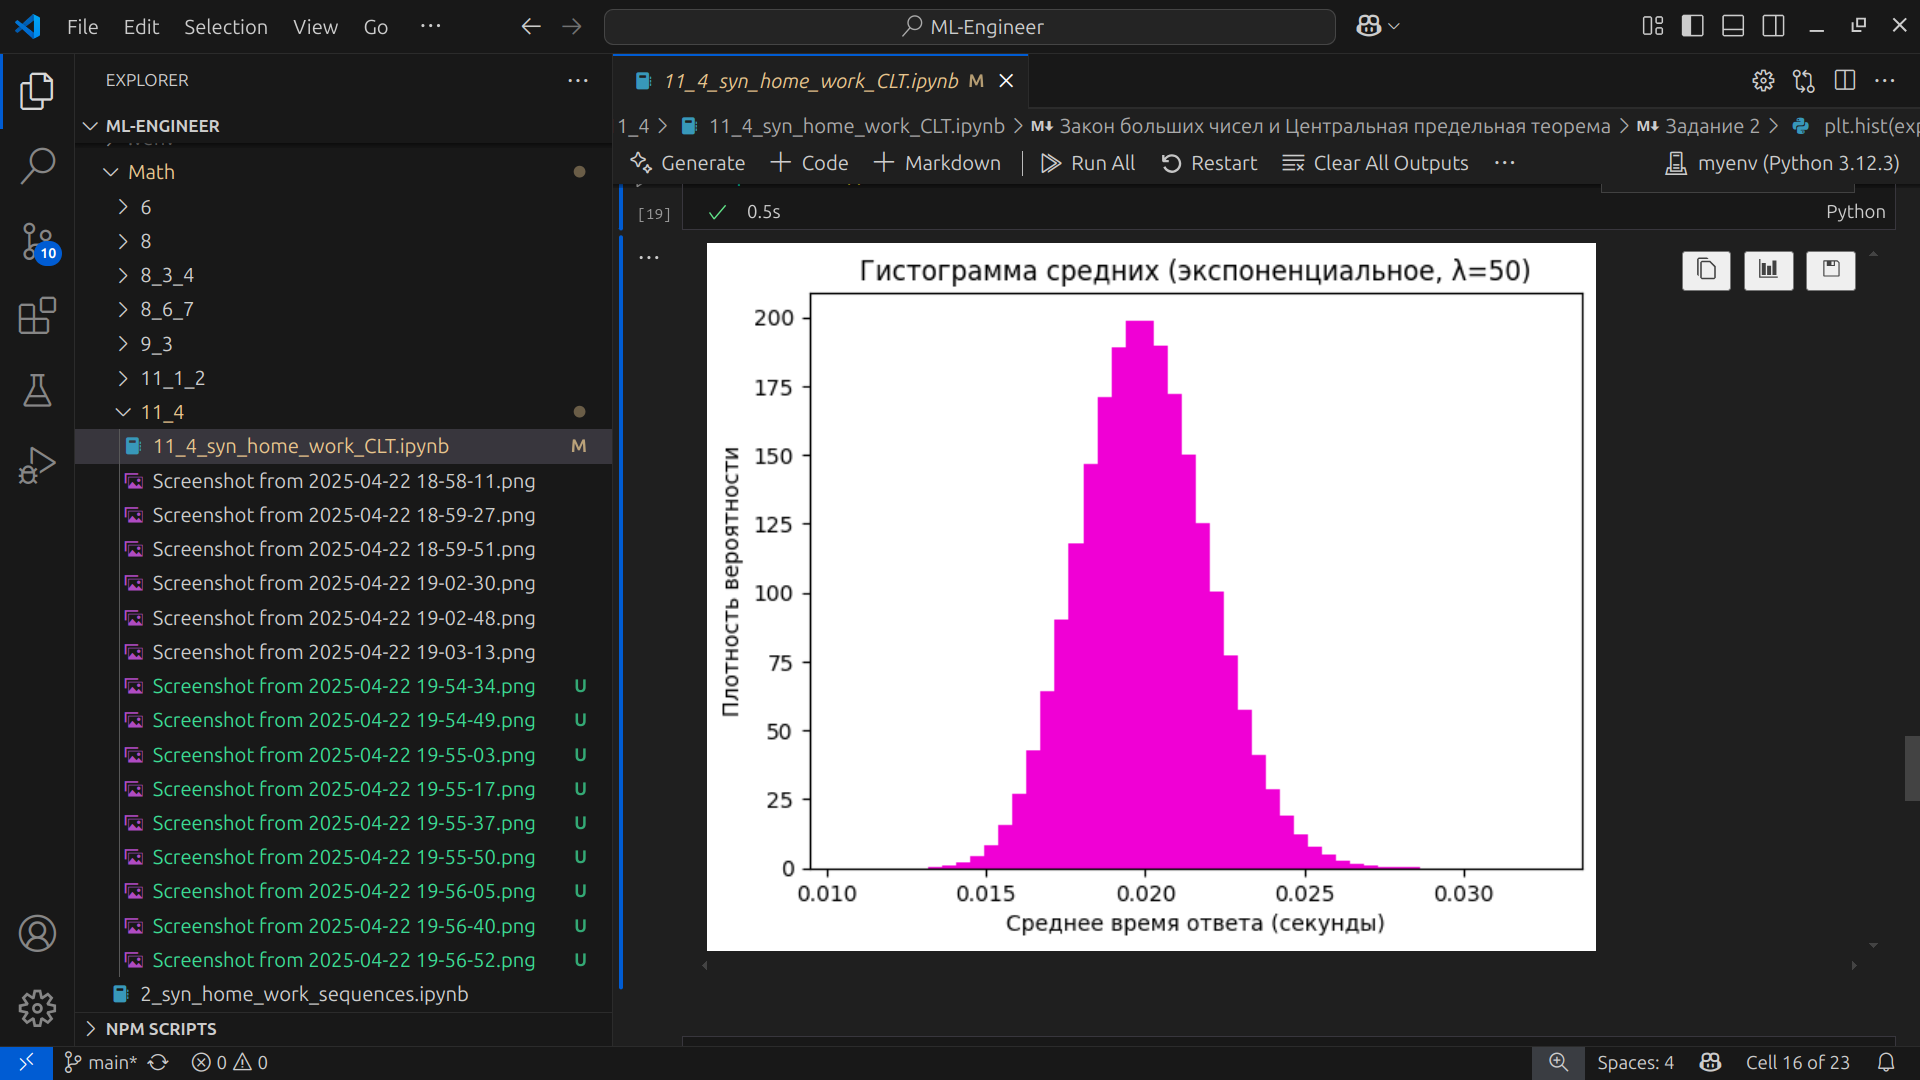 File Edit Selection View Go ···
ML-Engineer
EXPLORER
ML-ENGINEER
Math
6
8
8_3_4
8_6_7
9_3
11_1_2
11_4
11_4_syn_home_work_CLT.ipynb M
Screenshot from 2025-04-22 18-58-11.png
Screenshot from 2025-04-22 18-59-27.png
Screenshot from 2025-04-22 18-59-51.png
Screenshot from 2025-04-22 19-02-30.png
Screenshot from 2025-04-22 19-02-48.png
Screenshot from 2025-04-22 19-03-13.png
Screenshot from 2025-04-22 19-54-34.png U
Screenshot from 2025-04-22 19-54-49.png U
Screenshot from 2025-04-22 19-55-03.png U
Screenshot from 2025-04-22 19-55-17.png U
Screenshot from 2025-04-22 19-55-37.png U
Screenshot from 2025-04-22 19-55-50.png U
Screenshot from 2025-04-22 19-56-05.png U
Screenshot from 2025-04-22 19-56-40.png U
Screenshot from 2025-04-22 19-56-52.png U
2_syn_home_work_sequences.ipynb
NPM SCRIPTS
10
11_4_syn_home_work_CLT.ipynb M
1_4 > 11_4_syn_home_work_CLT.ipynb > M↓ Закон больших чисел и Центральная предельная теорема > M↓ Задание 2 > plt.hist(exp
Generate + Code + Markdown | Run All Restart Clear All Outputs ··· myenv (Python 3.12.3)
[19] 0.5s Python
Гистограмма средних (экспоненциальное, λ=50)
Плотность вероятности
200
175
150
125
100
75
50
25
0
0.010 0.015 0.020 0.025 0.030
Среднее время ответа (секунды)
main* 0 0 Spaces: 4 Cell 16 of 23